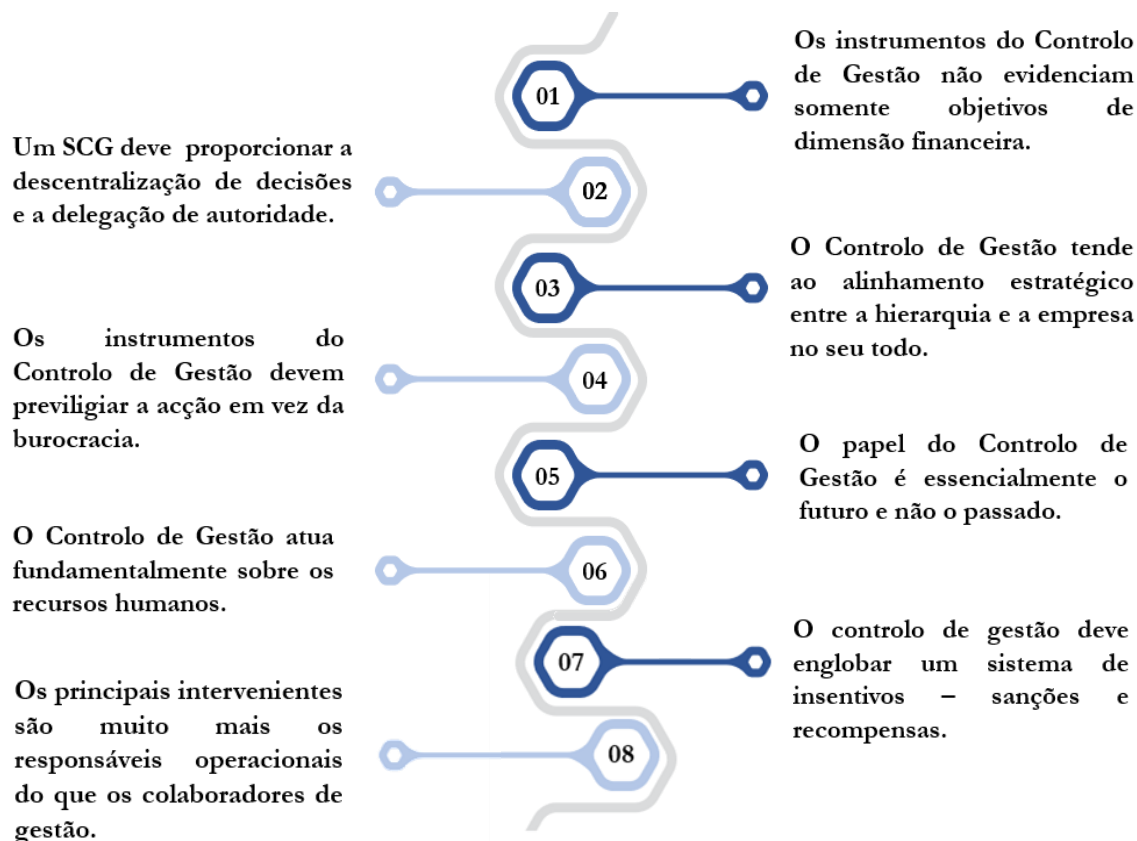 01
Os instrumentos do Controlo
de Gestão não evidenciam
somente objetivos de
dimensão financeira.
Um SCG deve proporcionar a
descentralização de decisões
e a delegação de autoridade.
02
03
O Controlo de Gestão tende
ao alinhamento estratégico
entre a hierarquia e a empresa
no seu todo.
Os instrumentos do
Controlo de Gestão devem
previligiar a acção em vez da
burocracia.
04
05
O papel do Controlo de
Gestão é essencialmente o
futuro e não o passado.
O Controlo de Gestão atua
fundamentalmente sobre os
recursos humanos.
06
07
O controlo de gestão deve
englobar um sistema de
insentivos – sanções e
recompensas.
Os principais intervenientes
são muito mais os
responsáveis operacionais
do que os colaboradores de
gestão.
08